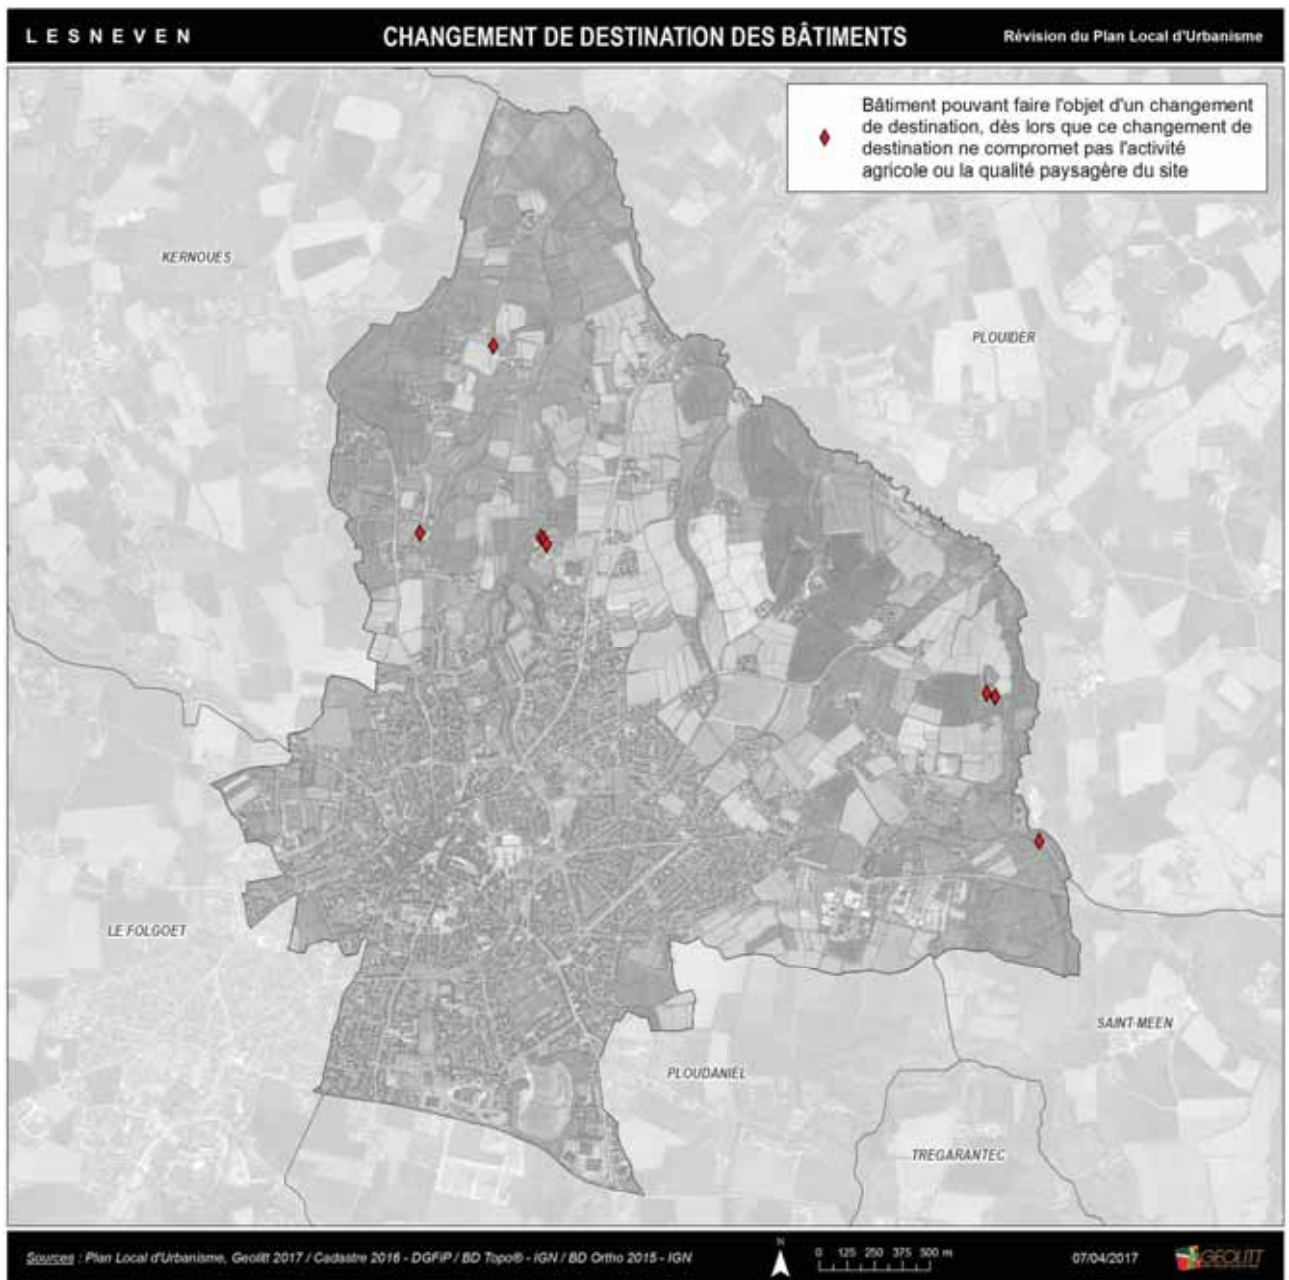 LESNEVEN
CHANGEMENT DE DESTINATION DES BÂTIMENTS
Révision du Plan Local d'Urbanisme
Bâtiment pouvant faire l'objet d'un changement
de destination, dès lors que ce changement de
destination ne compromet pas l'activité
agricole ou la qualité paysagère du site
KERNOUES
PLOUIDER
LE FOLGOET
SAINT-MEEN
PLOUDANIEL
TREGARANTEC
Sources : Plan Local d'Urbanisme, Geolitt 2017 / Cadastre 2016 - DGFiP / BD Topo® - IGN / BD Ortho 2015 - IGN
N
0 125 250 375 500 m
07/04/2017
GEOLITT